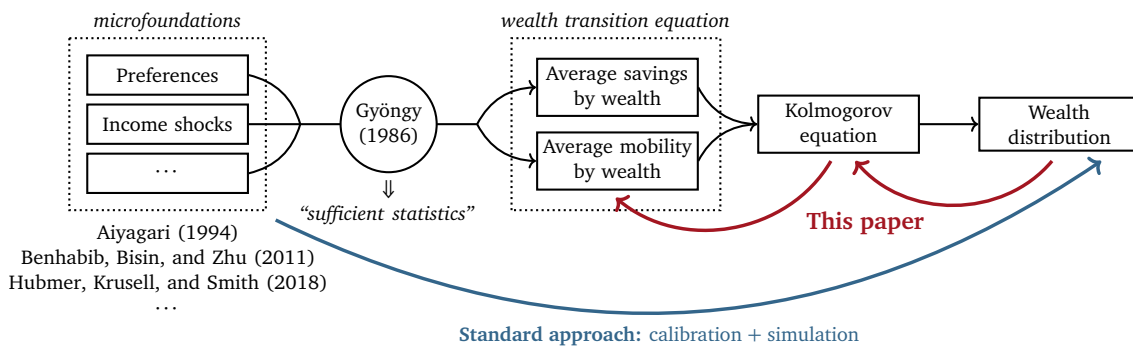 microfoundations
Preferences
Income shocks
...
Aiyagari (1994)
Benhabib, Bisin, and Zhu (2011)
Hubmer, Krusell, and Smith (2018)
...
Gyöngy
(1986)
⇓
“sufficient statistics”
wealth transition equation
Average savings
by wealth
Average mobility
by wealth
Kolmogorov
equation
Wealth
distribution
This paper
Standard approach: calibration + simulation